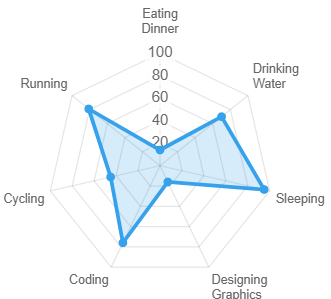 Eating
Dinner
100
80
60
40
20
Drinking
Water
Running
Sleeping
Cycling
Coding
Designing
Graphics